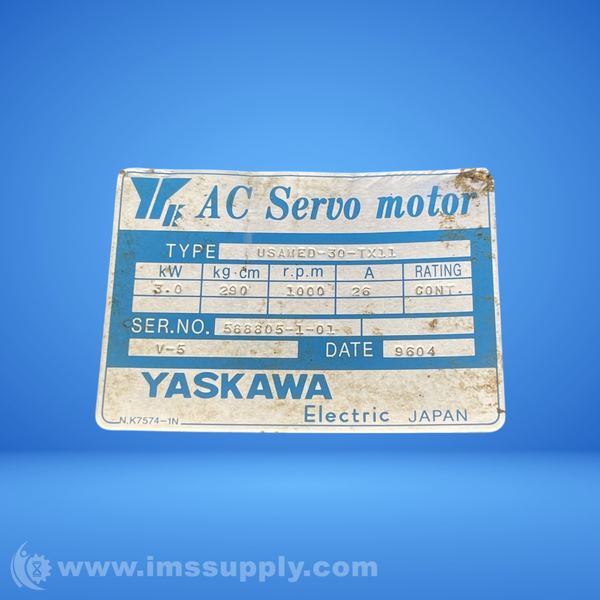 YK AC Servo motor
TYPE USAMED-30-TX11
kW kg·cm r.p.m A RATING
3.0 290 1000 26 CONT.
SER.NO. 568805-1-01
V-5 DATE 9604
YASKAWA
Electric JAPAN
N.K7574-1N
www.imssupply.com